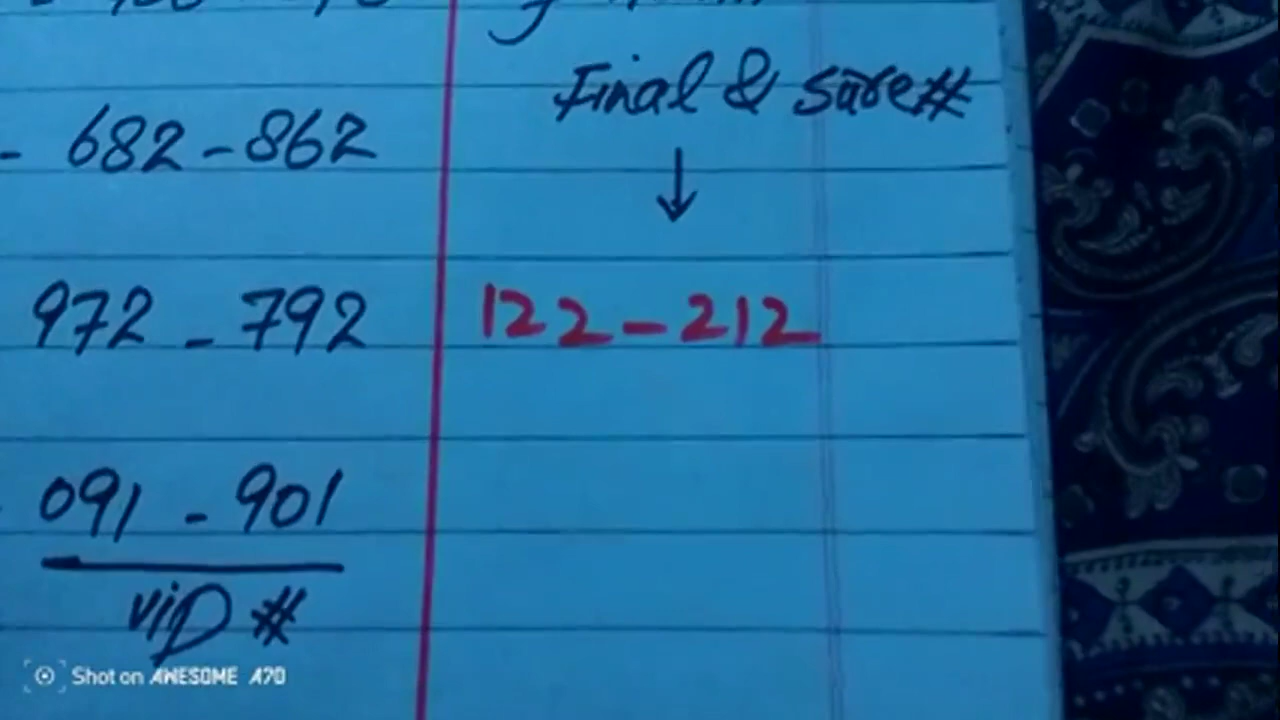 - 682 - 862
972 - 792
091 - 901
vip #
Final & sure#
↓
122 - 212
Shot on AWESOME A70